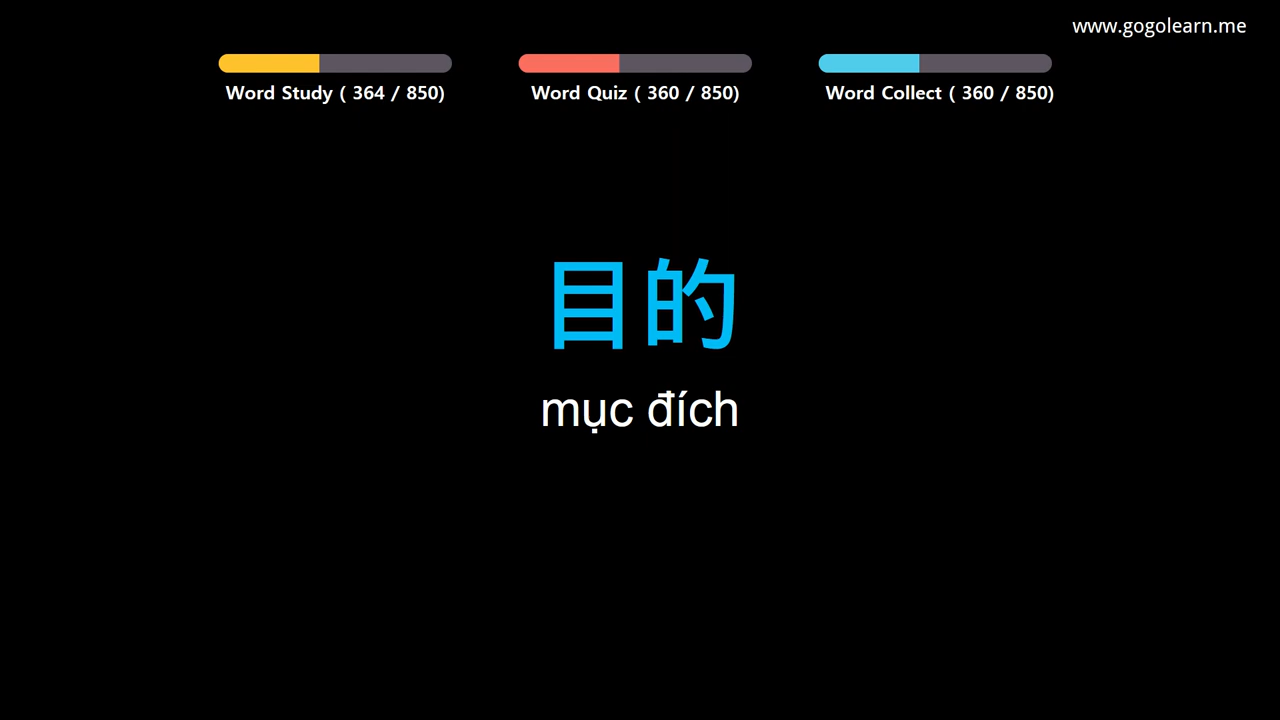 www.gogolearn.me
Word Study ( 364 / 850)
Word Quiz ( 360 / 850)
Word Collect ( 360 / 850)
目的
mục đích